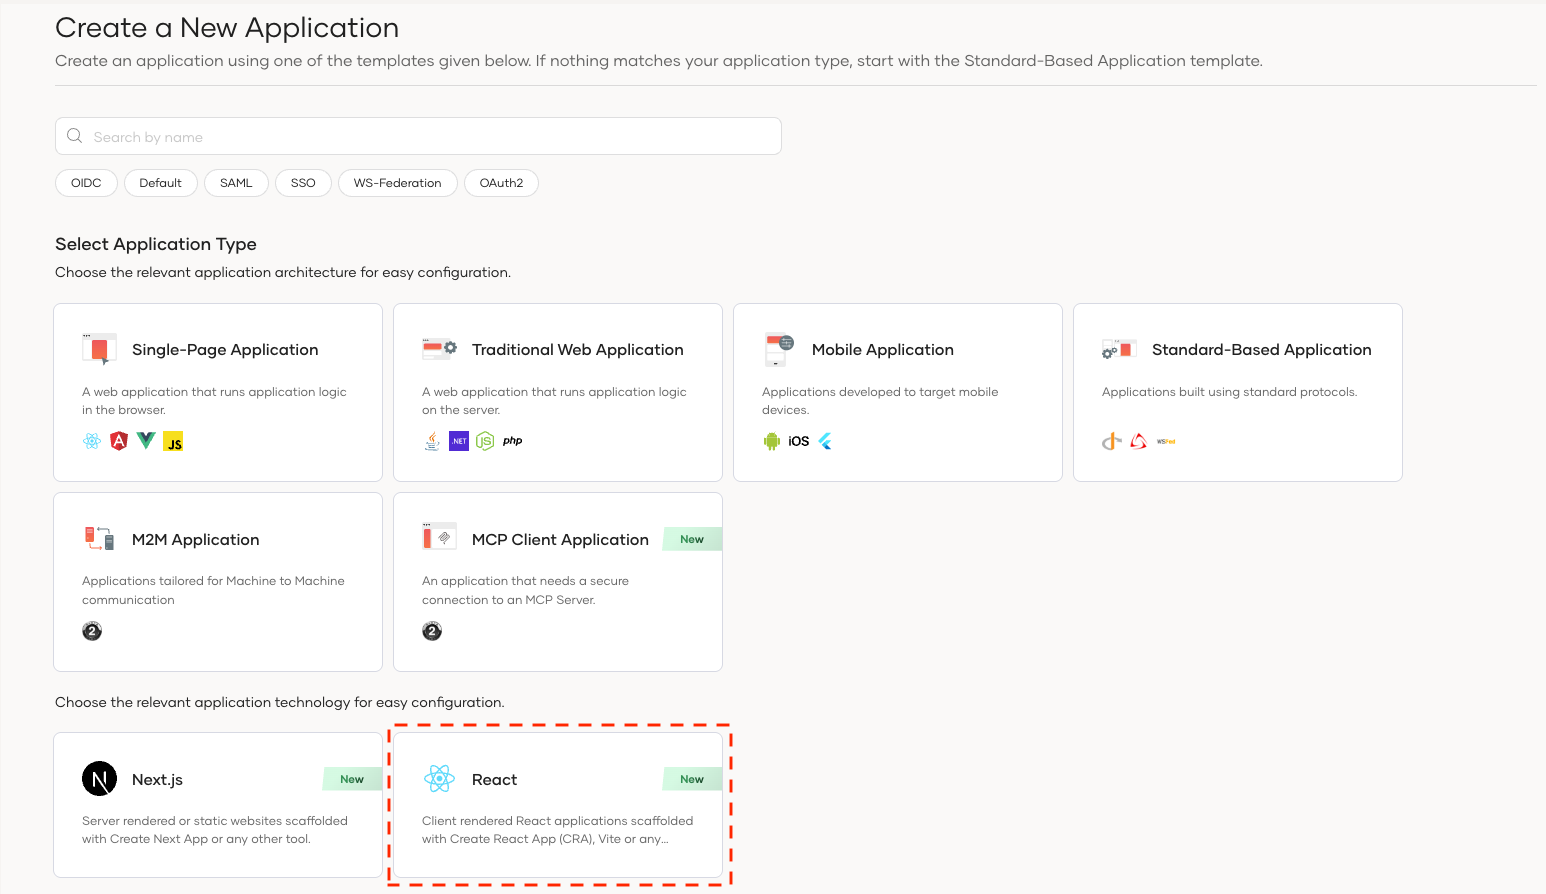 Create a New Application
Create an application using one of the templates given below. If nothing matches your application type, start with the Standard-Based Application template.
Search by name
OIDC
Default
SAML
SSO
WS-Federation
OAuth2
Select Application Type
Choose the relevant application architecture for easy configuration.
Single-Page Application
A web application that runs application logic
in the browser.
JS
Traditional Web Application
A web application that runs application logic
on the server.
.NET
JS
php
Mobile Application
Applications developed to target mobile
devices.
iOS
Standard-Based Application
Applications built using standard protocols.
WSFed
M2M Application
Applications tailored for Machine to Machine
communication
2
MCP Client Application
New
An application that needs a secure
connection to an MCP Server.
2
Choose the relevant application technology for easy configuration.
Next.js
New
Server rendered or static websites scaffolded
with Create Next App or any other tool.
React
New
Client rendered React applications scaffolded
with Create React App (CRA), Vite or any...